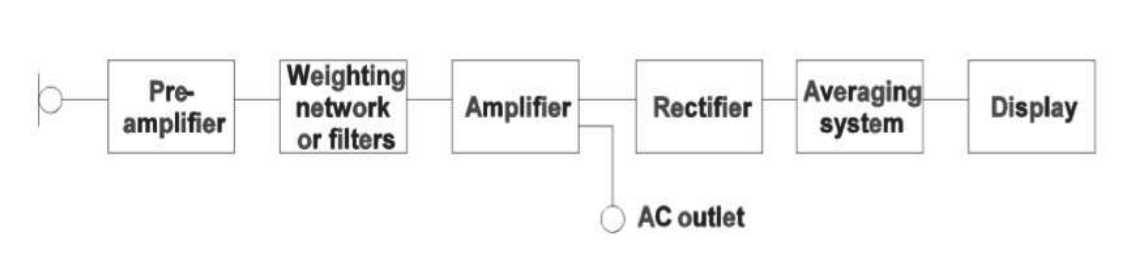 Pre-
amplifier
Weighting
network
or filters
Amplifier
Rectifier
Averaging
system
Display
AC outlet